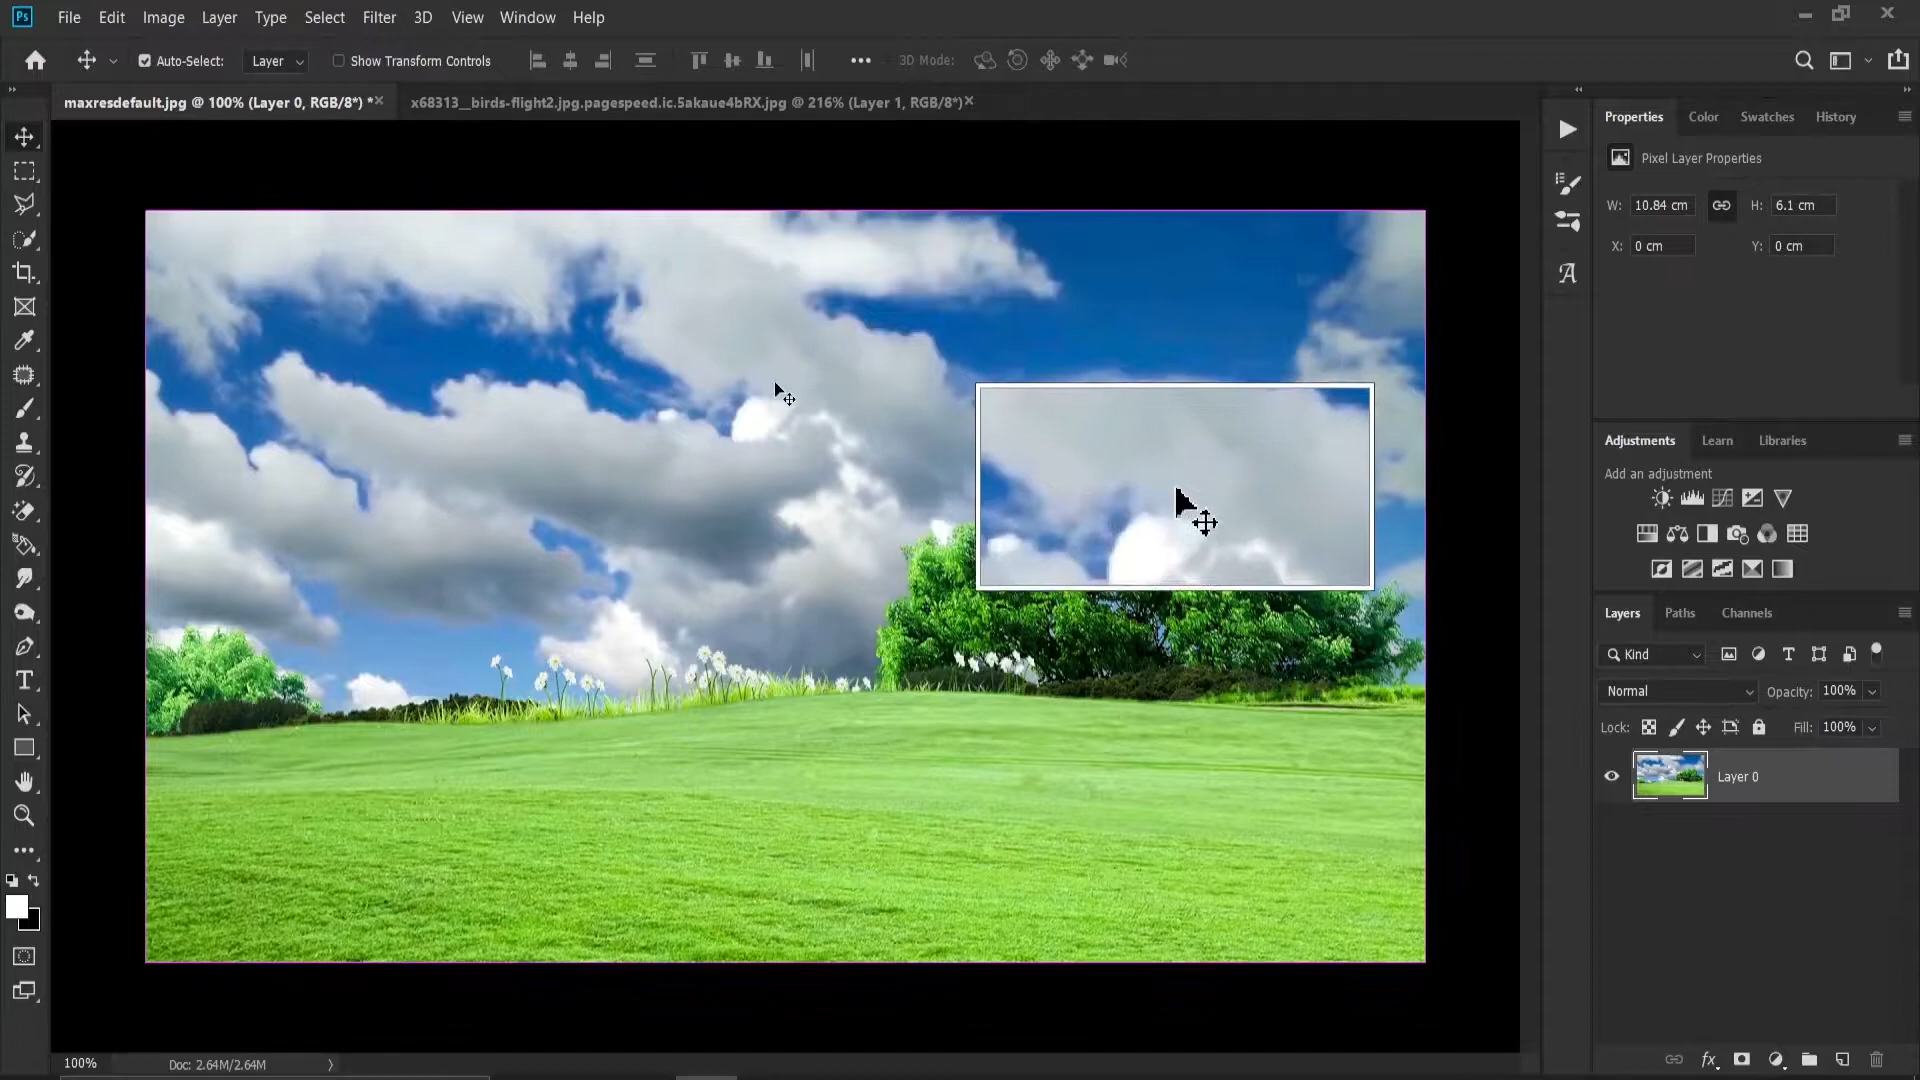 Ps File Edit Image Layer Type Select Filter 3D View Window Help
Auto-Select: Layer Show Transform Controls 3D Mode:
maxresdefault.jpg @ 100% (Layer 0, RGB/8*) * x68313__birds-flight2.jpg.pagespeed.ic.5akaue4bRX.jpg @ 216% (Layer 1, RGB/8*)
Properties Color Swatches History
Pixel Layer Properties
W: 10.84 cm H: 6.1 cm
X: 0 cm Y: 0 cm
Adjustments Learn Libraries
Add an adjustment
Layers Paths Channels
Kind
Normal Opacity: 100%
Lock: Fill: 100%
Layer 0
100% Doc: 2.64M/2.64M